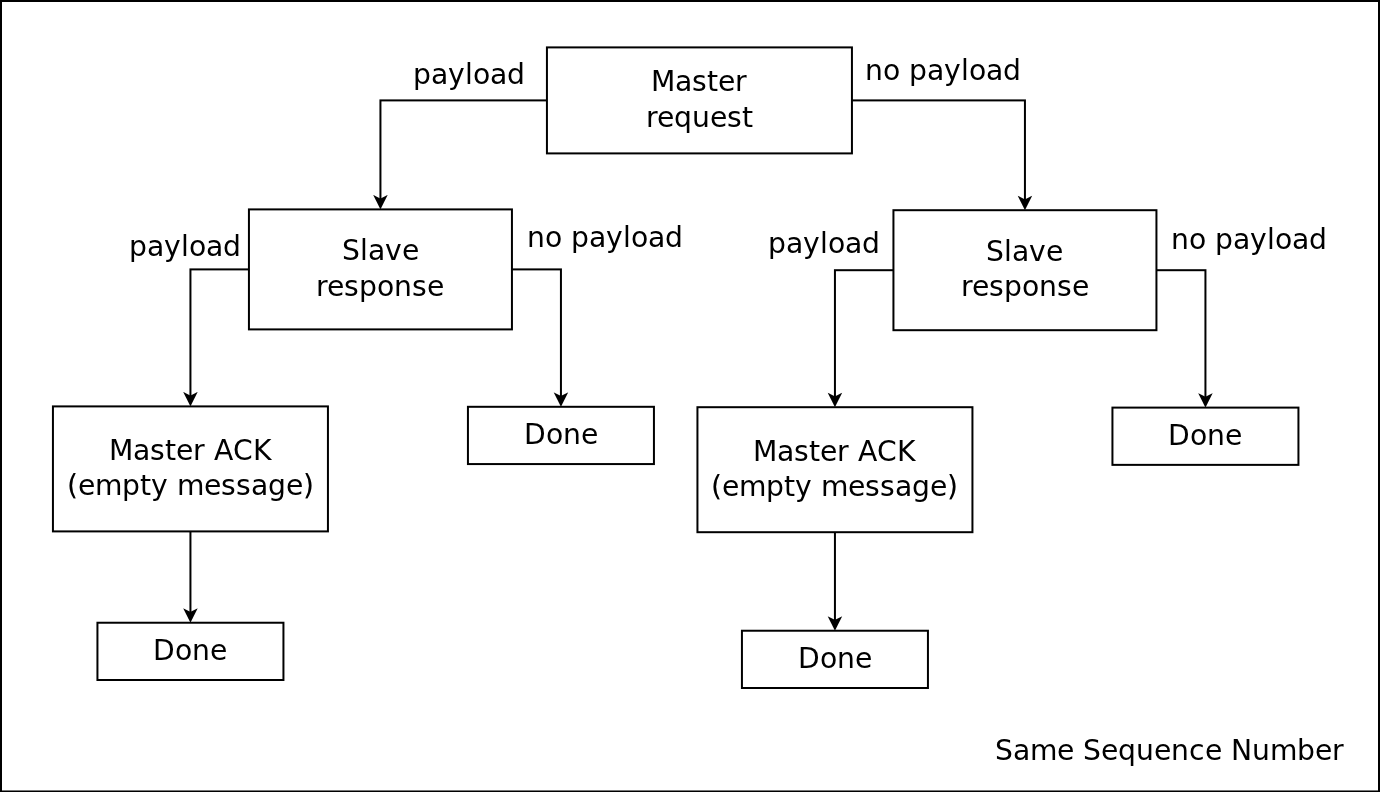 payload
Master
request
no payload
payload
Slave
response
no payload
payload
Slave
response
no payload
Master ACK
(empty message)
Done
Master ACK
(empty message)
Done
Done
Done
Same Sequence Number